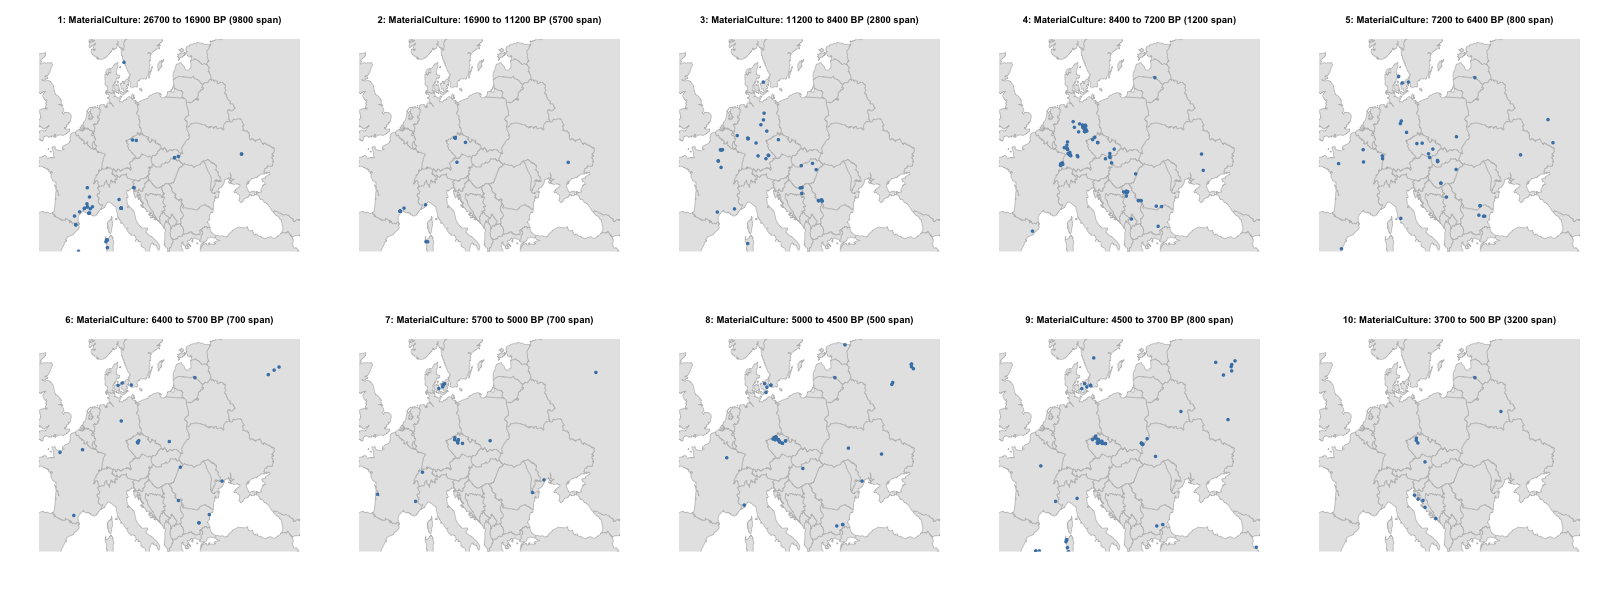 1: MaterialCulture: 26700 to 16900 BP (9800 span)
2: MaterialCulture: 16900 to 11200 BP (5700 span)
3: MaterialCulture: 11200 to 8400 BP (2800 span)
4: MaterialCulture: 8400 to 7200 BP (1200 span)
5: MaterialCulture: 7200 to 6400 BP (800 span)
6: MaterialCulture: 6400 to 5700 BP (700 span)
7: MaterialCulture: 5700 to 5000 BP (700 span)
8: MaterialCulture: 5000 to 4500 BP (500 span)
9: MaterialCulture: 4500 to 3700 BP (800 span)
10: MaterialCulture: 3700 to 500 BP (3200 span)